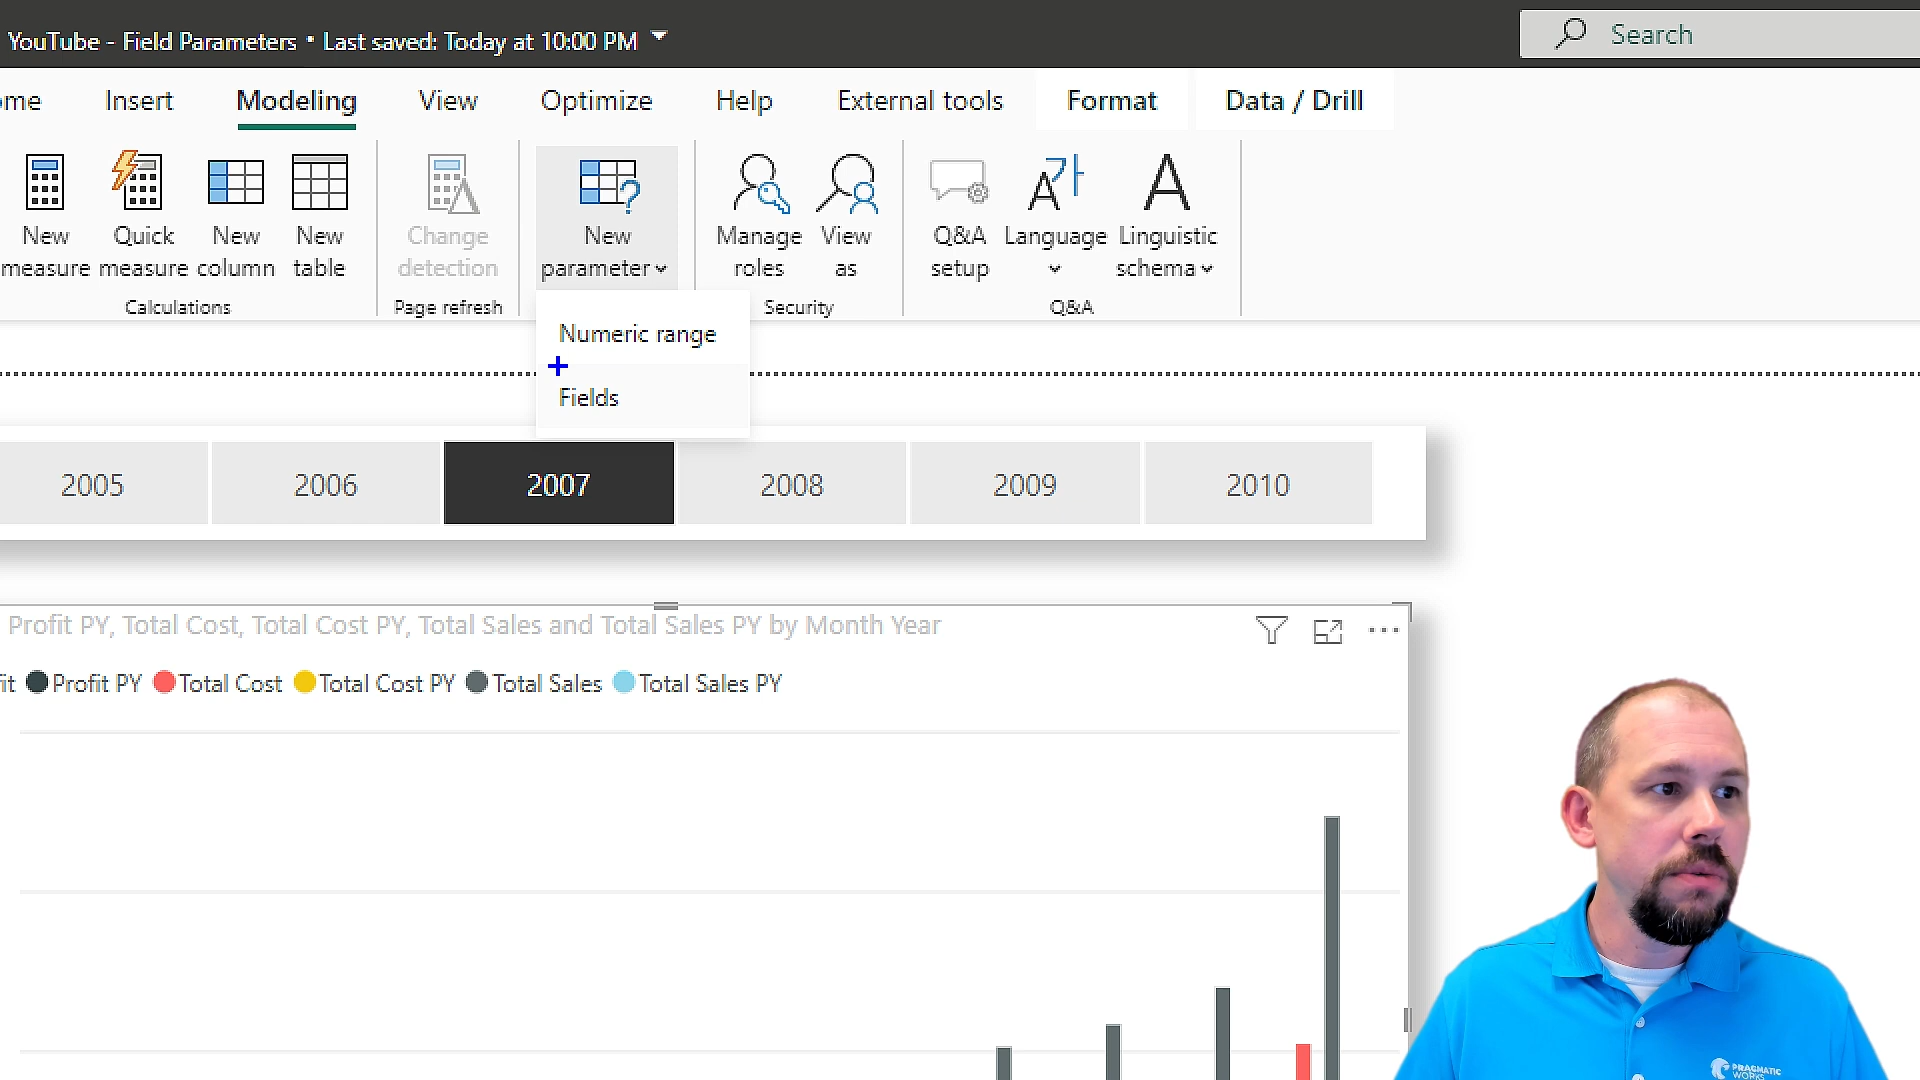 YouTube - Field Parameters • Last saved: Today at 10:00 PM
Search
ome Insert Modeling View Optimize Help External tools Format Data / Drill
New measure
Quick measure
New column
New table
Calculations
Change detection
Page refresh
New parameter
Numeric range
Fields
Manage roles
View as
Security
Q&A setup
Language
Linguistic schema
Q&A
2005 2006 2007 2008 2009 2010
Profit PY, Total Cost, Total Cost PY, Total Sales and Total Sales PY by Month Year
fit Profit PY Total Cost Total Cost PY Total Sales Total Sales PY
PRAGMATIC
WORKS